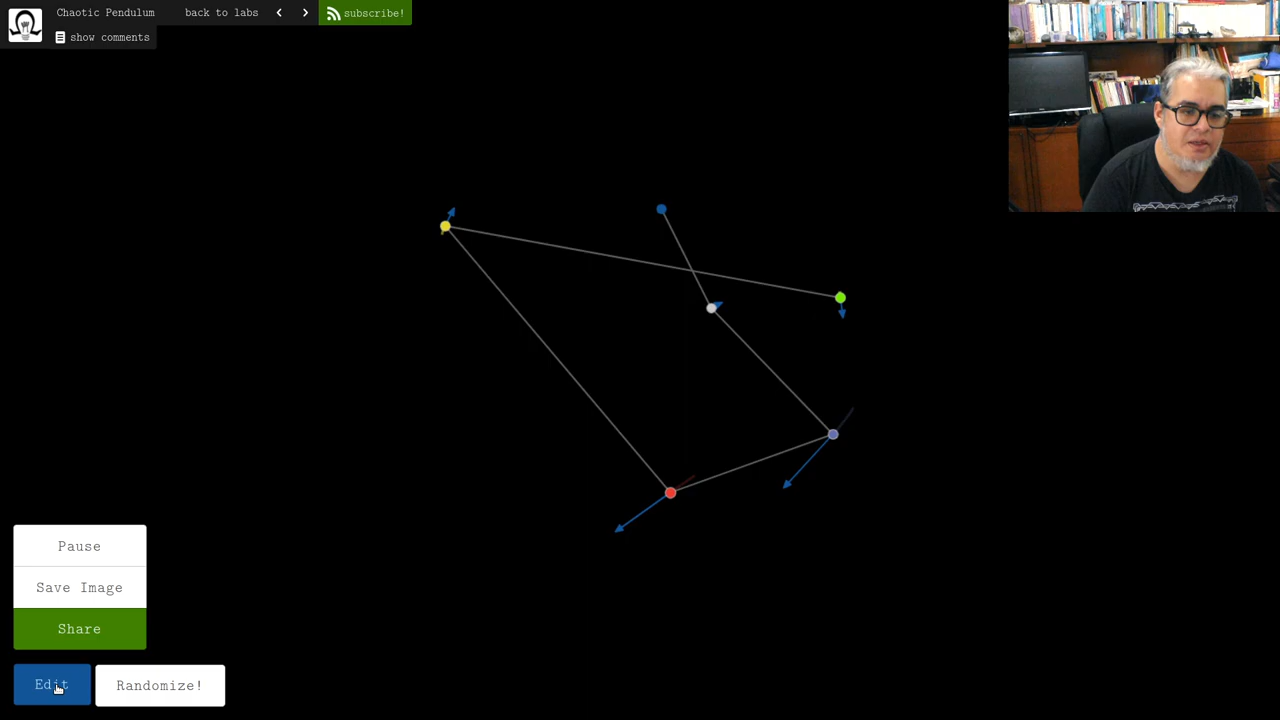 Chaotic Pendulum back to labs subscribe!
show comments
Pause
Save Image
Share
Edit Randomize!